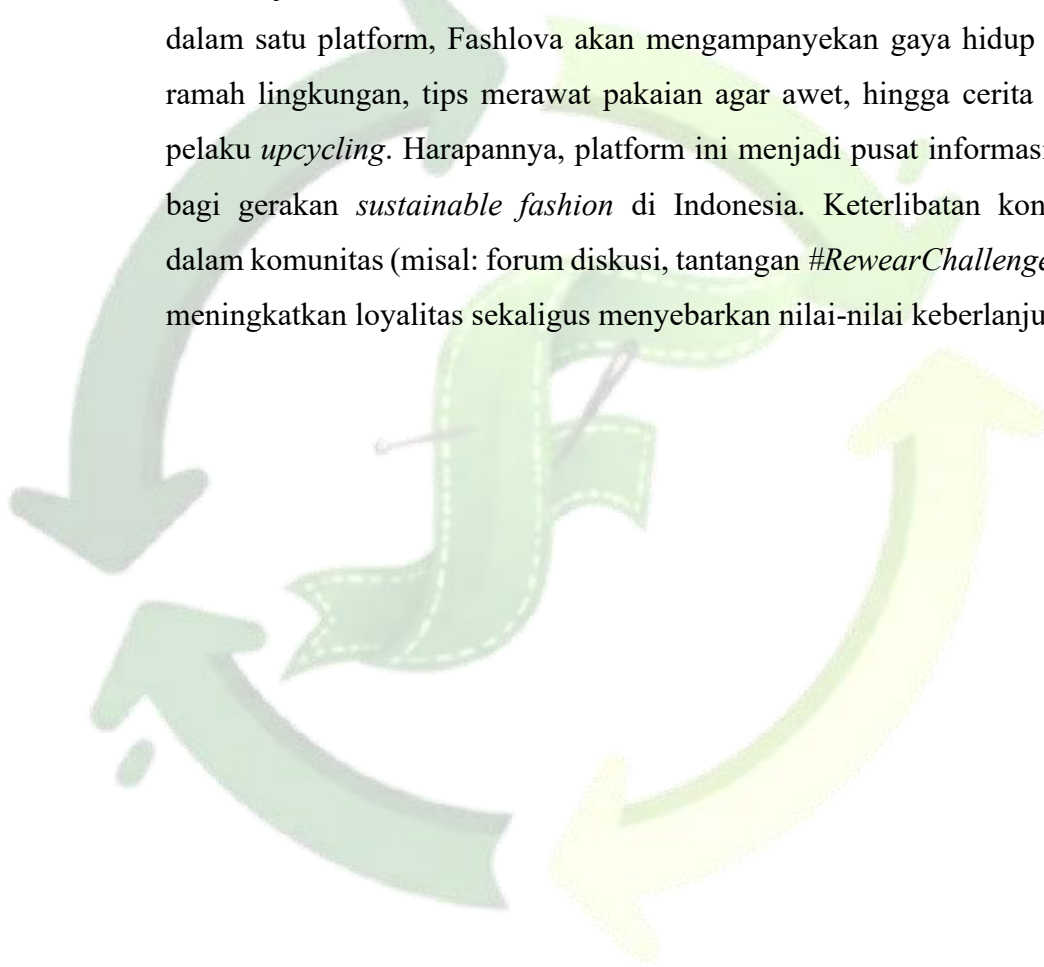 dalam satu platform, Fashlova akan mengampanyekan gaya hidup
ramah lingkungan, tips merawat pakaian agar awet, hingga cerita
pelaku upcycling. Harapannya, platform ini menjadi pusat informasi
bagi gerakan sustainable fashion di Indonesia. Keterlibatan
dalam komunitas (misal: forum diskusi, tantangan #RewearChallenge
meningkatkan loyalitas sekaligus menyebarkan nilai-nilai
F